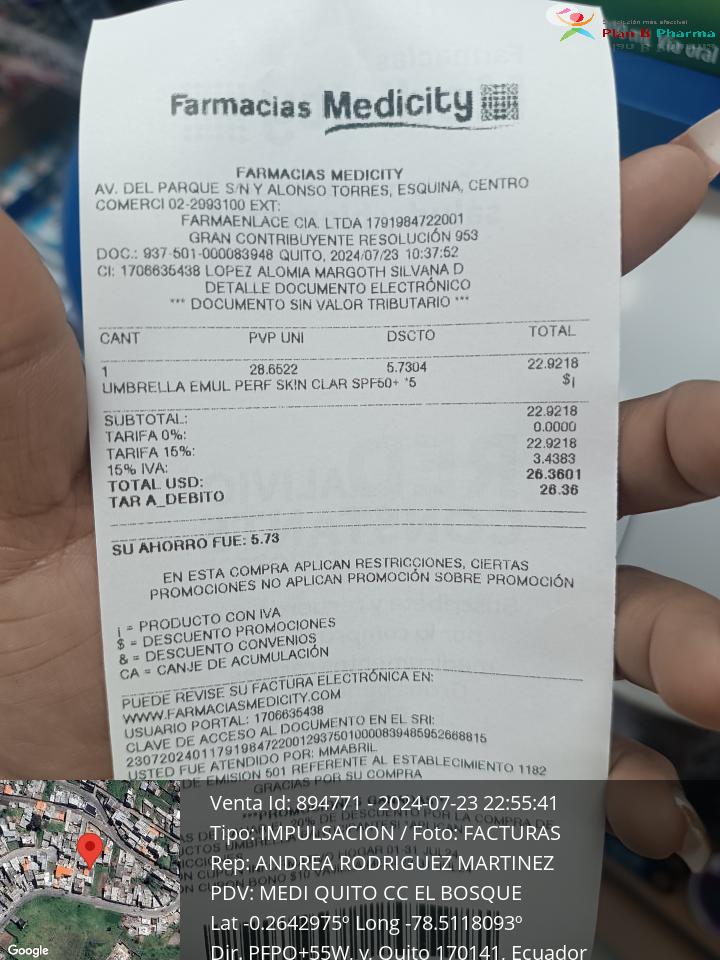 Plan B Pharma
Farmacias Medicity
FARMACIAS MEDICITY
AV. DEL PARQUE S/N Y ALONSO TORRES, ESQUINA, CENTRO
COMERCI 02-2993100 EXT:
FARMAENLACE CIA. LTDA 1791984722001
GRAN CONTRIBUYENTE RESOLUCIÓN 953
DOC.: 937-501-000083948 QUITO, 2024/07/23 10:37:52
CI: 1706635438 LOPEZ ALOMIA MARGOTH SILVANA D
DETALLE DOCUMENTO ELECTRÓNICO
*** DOCUMENTO SIN VALOR TRIBUTARIO ***
CANT PVP UNI DSCTO TOTAL
1 28.6522 5.7304 22.9218
UMBRELLA EMUL PERF SKIN CLAR SPF50+ *5 $¡
SUBTOTAL: 22.9218
TARIFA 0%: 0.0000
TARIFA 15%: 22.9218
15% IVA: 3.4383
TOTAL USD: 26.3601
TAR A_DEBITO 26.36
SU AHORRO FUE: 5.73
EN ESTA COMPRA APLICAN RESTRICCIONES, CIERTAS
PROMOCIONES NO APLICAN PROMOCIÓN SOBRE PROMOCIÓN
¡ = PRODUCTO CON IVA
$ = DESCUENTO PROMOCIONES
& = DESCUENTO CONVENIOS
CA = CANJE DE ACUMULACIÓN
PUEDE REVISE SU FACTURA ELECTRÓNICA EN:
WWW.FARMACIASMEDICITY.COM
USUARIO PORTAL: 1706635438
CLAVE DE ACCESO AL DOCUMENTO EN EL SRI:
2307202401179198472200129375010000839485952668815
USTED FUE ATENDIDO POR: MMABRIL
DE EMISION 501 REFERENTE AL ESTABLECIMIENTO 1182
GRACIAS POR SU COMPRA
20% DE DESCUENTO POR LA COMPRA DE
Venta Id: 894771 - 2024-07-23 22:55:41
Tipo: IMPULSACION / Foto: FACTURAS
Rep: ANDREA RODRIGUEZ MARTINEZ
PDV: MEDI QUITO CC EL BOSQUE
Lat -0.2642975º Long -78.5118093º
Dir. PFPQ+55W, y, Quito 170141, Ecuador
Google